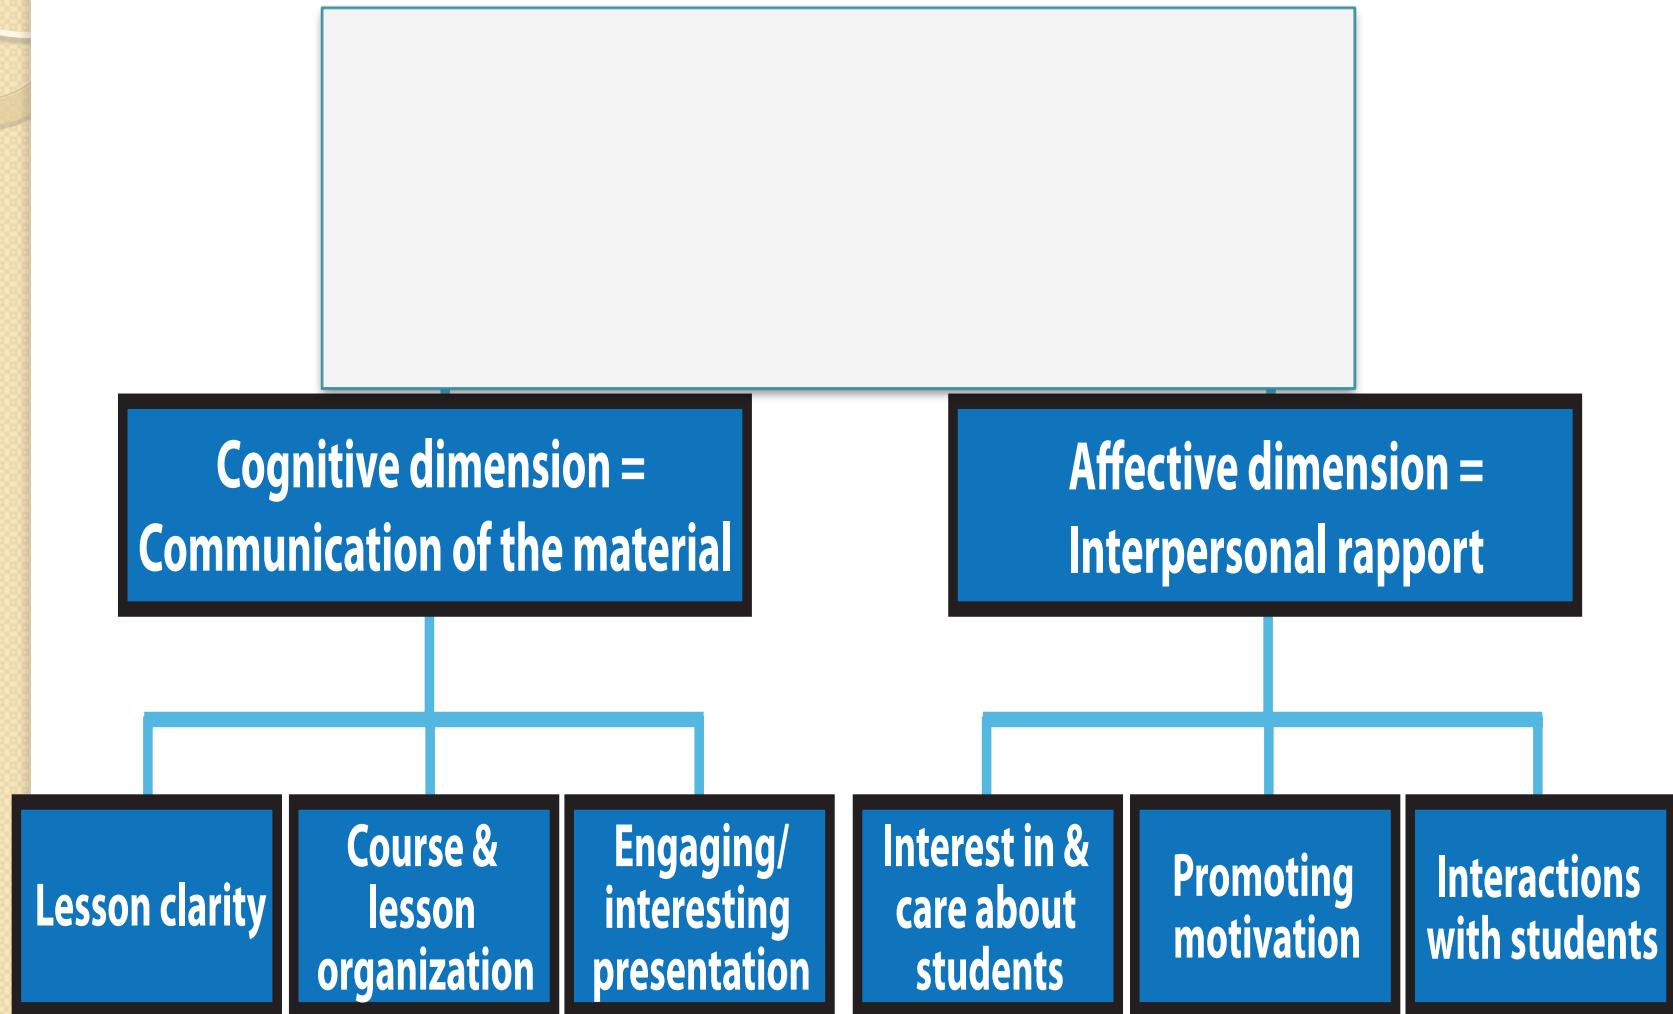 Cognitive dimension =
Communication of the material
Affective dimension =
Interpersonal rapport
Lesson clarity
Course &
lesson
organization
Engaging/
interesting
presentation
Interest in &
care about
students
Promoting
motivation
Interactions
with students